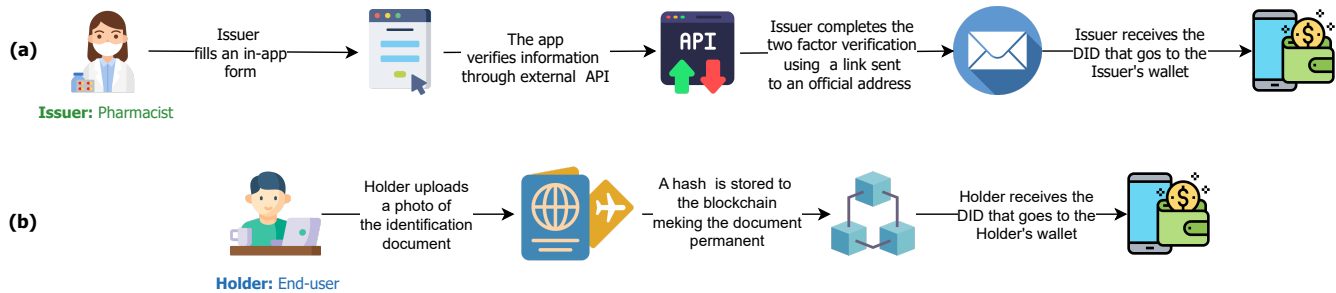 (a)
Issuer
fills an in-app
form
The app
verifies information
through external API
API
Issuer completes the
two factor verification
using a link sent
to an official address
Issuer receives the
DID that gos to the
Issuer's wallet
$
Issuer: Pharmacist
(b)
Holder uploads
a photo of
the identification
document
A hash is stored to
the blockchain
meking the document
permanent
Holder receives the
DID that goes to the
Holder's wallet
$
Holder: End-user